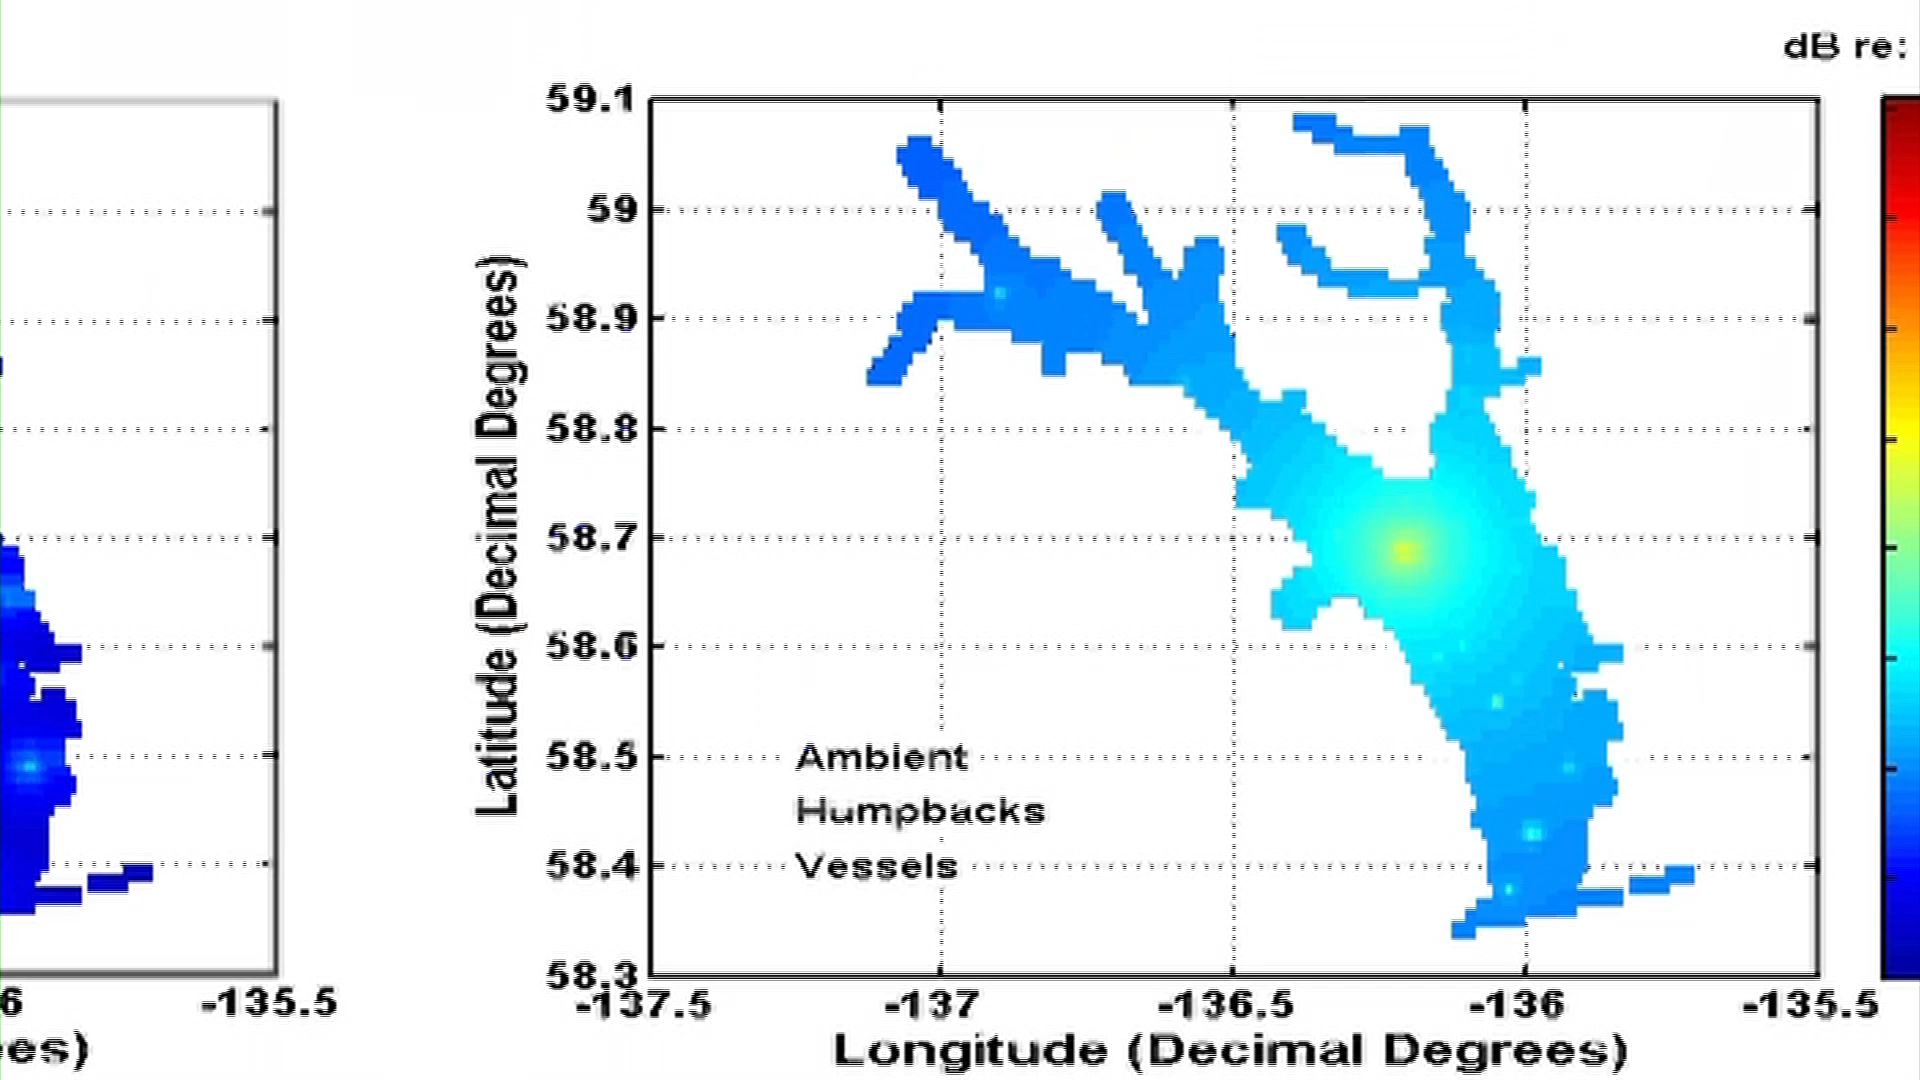 dB re:
59.1
59
58.9
58.8
58.7
58.6
58.5
58.4
58.3
Latitude (Decimal Degrees)
Ambient
Humpbacks
Vessels
6
-135.5
-137.5
-137
-136.5
-136
-135.5
es)
Longitude (Decimal Degrees)